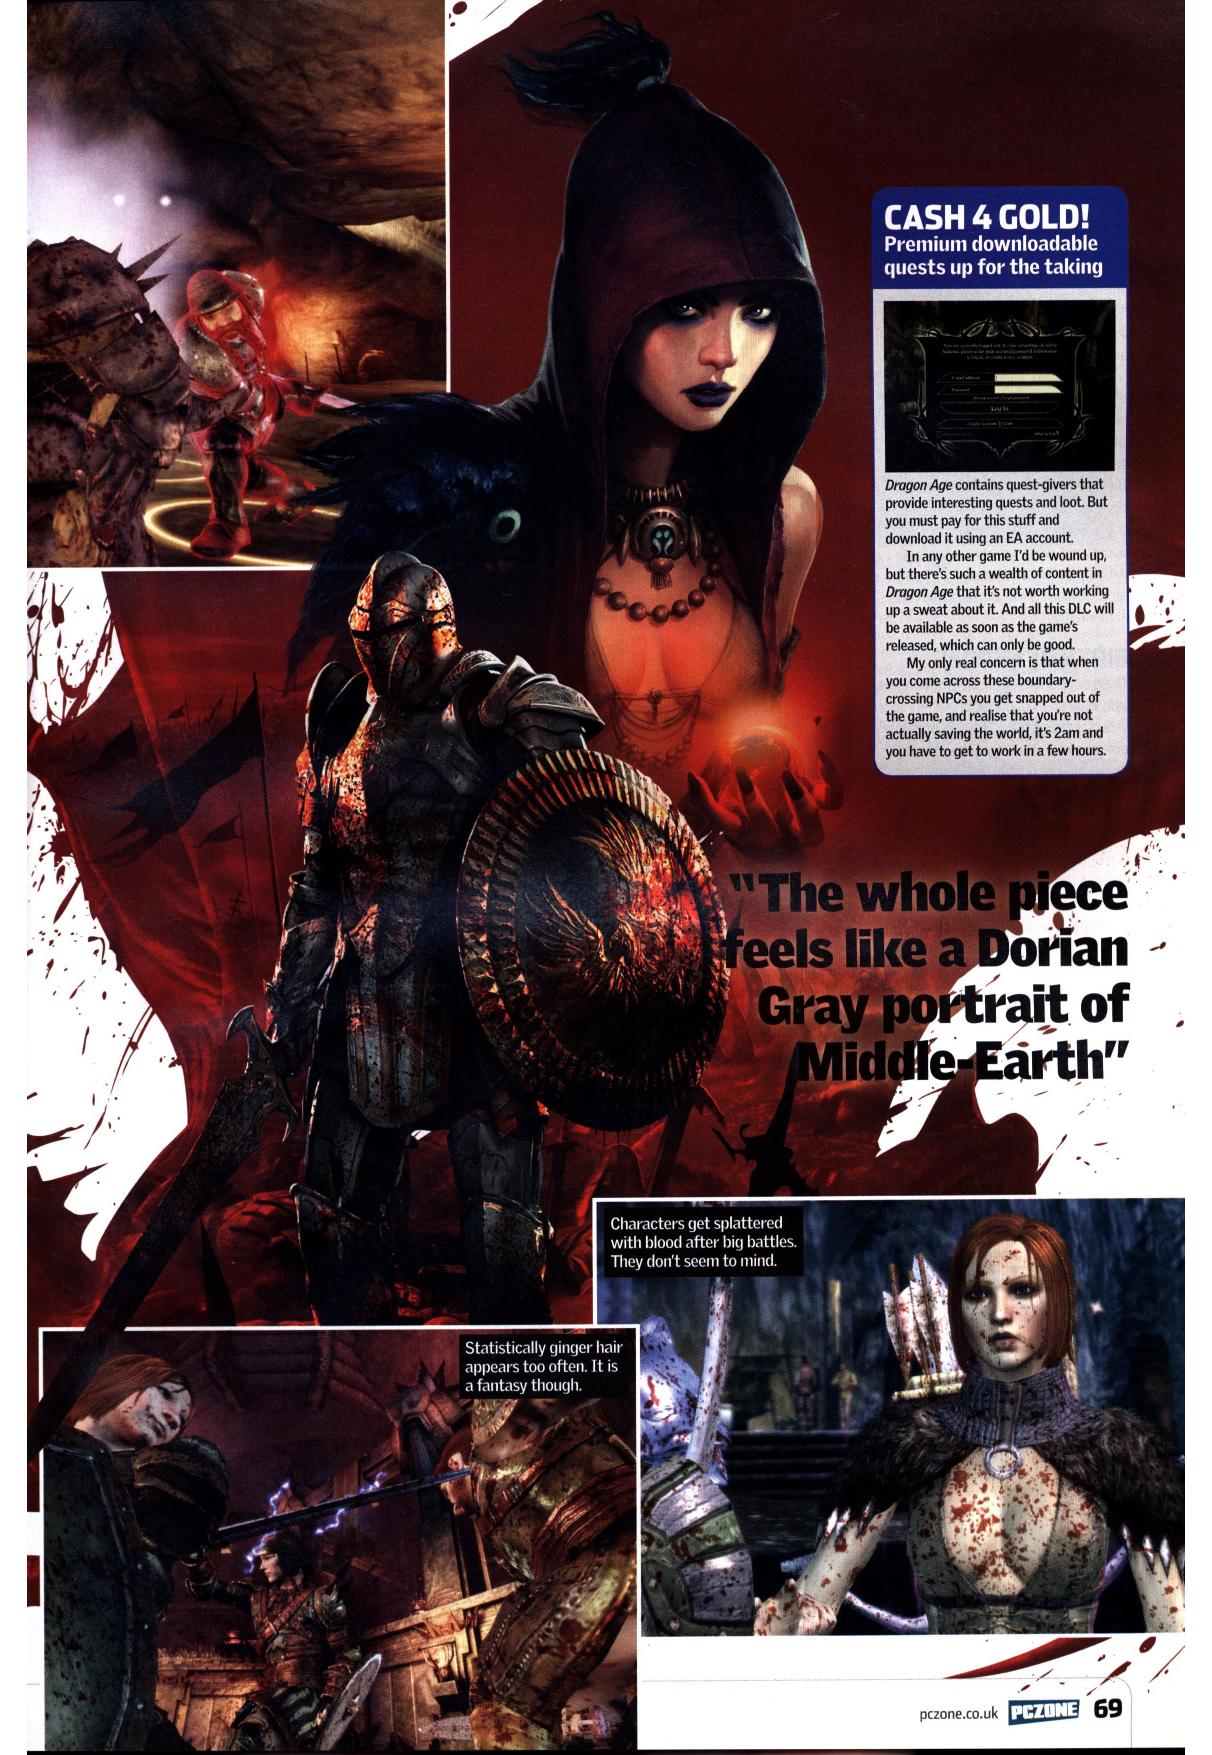 CASH 4 GOLD!
Premium downloadable
quests up for the taking
Log In
Dragon Age contains quest-givers that
provide interesting quests and loot. But
you must pay for this stuff and
download it using an EA account.
In any other game I'd be wound up,
but there's such a wealth of content in
Dragon Age that it's not worth working
up a sweat about it. And all this DLC will
be available as soon as the game's
released, which can only be good.
My only real concern is that when
you come across these boundary-
crossing NPCs you get snapped out of
the game, and realise that you're not
actually saving the world, it's 2am and
you have to get to work in a few hours.
"The whole piece
feels like a Dorian
Gray portrait of
Middle-Earth"
Characters get splattered
with blood after big battles.
They don't seem to mind.
Statistically ginger hair
appears too often. It is
a fantasy though.
pczone.co.uk PCZONE 69